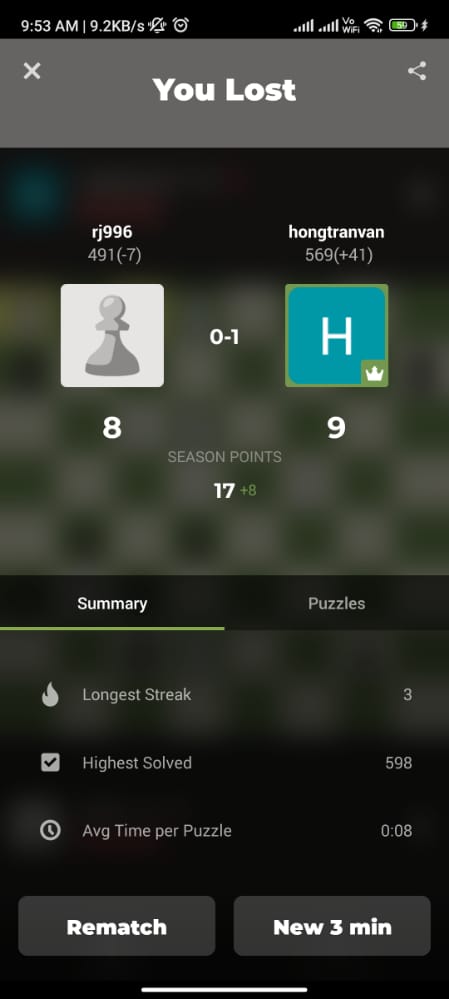 9:53 AM | 9.2KB/s
Vo WiFi
59
You Lost
rj996
hongtranvan
491(-7)
569(+41)
H
0-1
8
9
SEASON POINTS
17 +8
Summary
Puzzles
Longest Streak
3
Highest Solved
598
Avg Time per Puzzle
0:08
Rematch
New 3 min